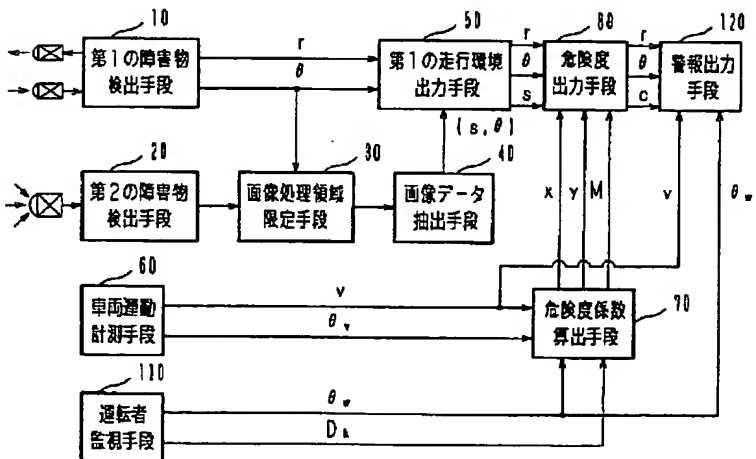 10
第1の障害物
検出手段
r
θ
50
第1の走行環境
出力手段
r
θ
s
80
危険度
出力手段
r
θ
c
120
警報出力
手段
(s,θ)
20
第2の障害物
検出手段
30
画像処理領域
限定手段
40
画像データ
抽出手段
x
y
M
v
θw
60
車両運動
計測手段
v
θv
70
危険度係数
算出手段
110
運転者
監視手段
θw